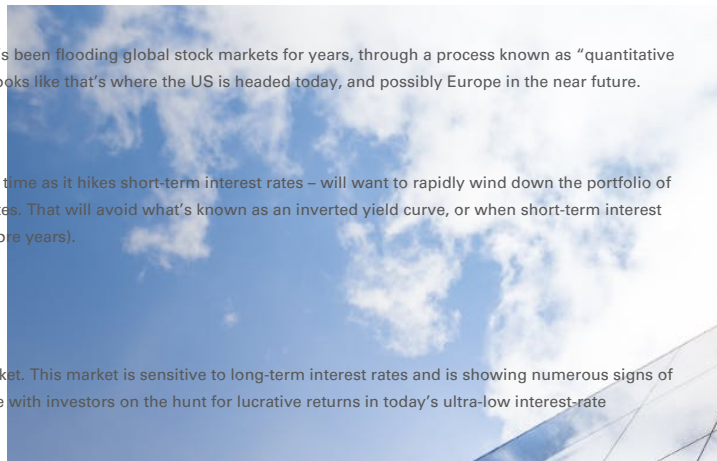 been flooding global stock markets for years, through a process known as “quantitative
like that’s where the US is headed today, and possibly Europe in the near future.
time as it hikes short-term interest rates – will want to rapidly wind down the portfolio of
That will avoid what’s known as an inverted yield curve, or when short-term interest
years).
This market is sensitive to long-term interest rates and is showing numerous signs of
with investors on the hunt for lucrative returns in today’s ultra-low interest-rate